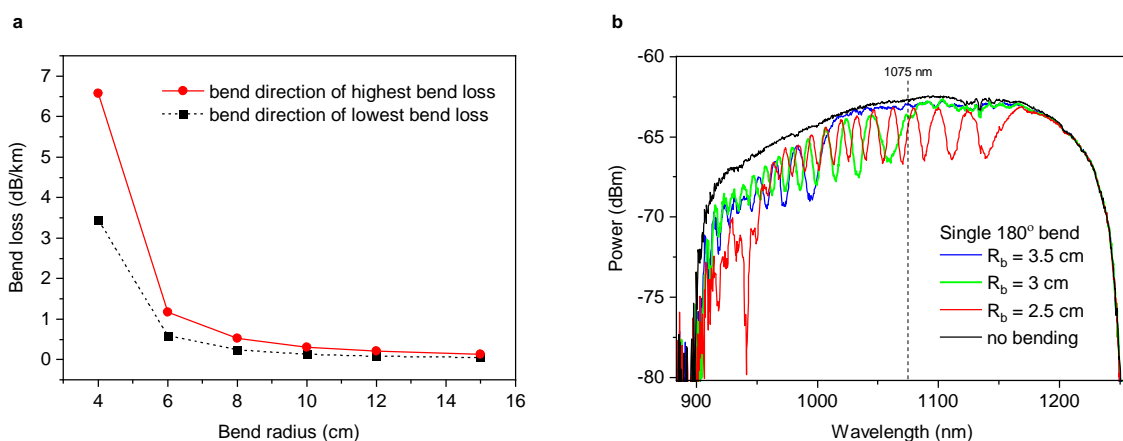 a
7
6
5
4
3
2
1
0
4
6
8
10
12
14
16
Bend loss (dB/km)
Bend radius (cm)
bend direction of highest bend loss
bend direction of lowest bend loss
b
-60
-65
-70
-75
-80
900
1000
1100
1200
Power (dBm)
Wavelength (nm)
1075 nm
Single 180° bend
R_b = 3.5 cm
R_b = 3 cm
R_b = 2.5 cm
no bending